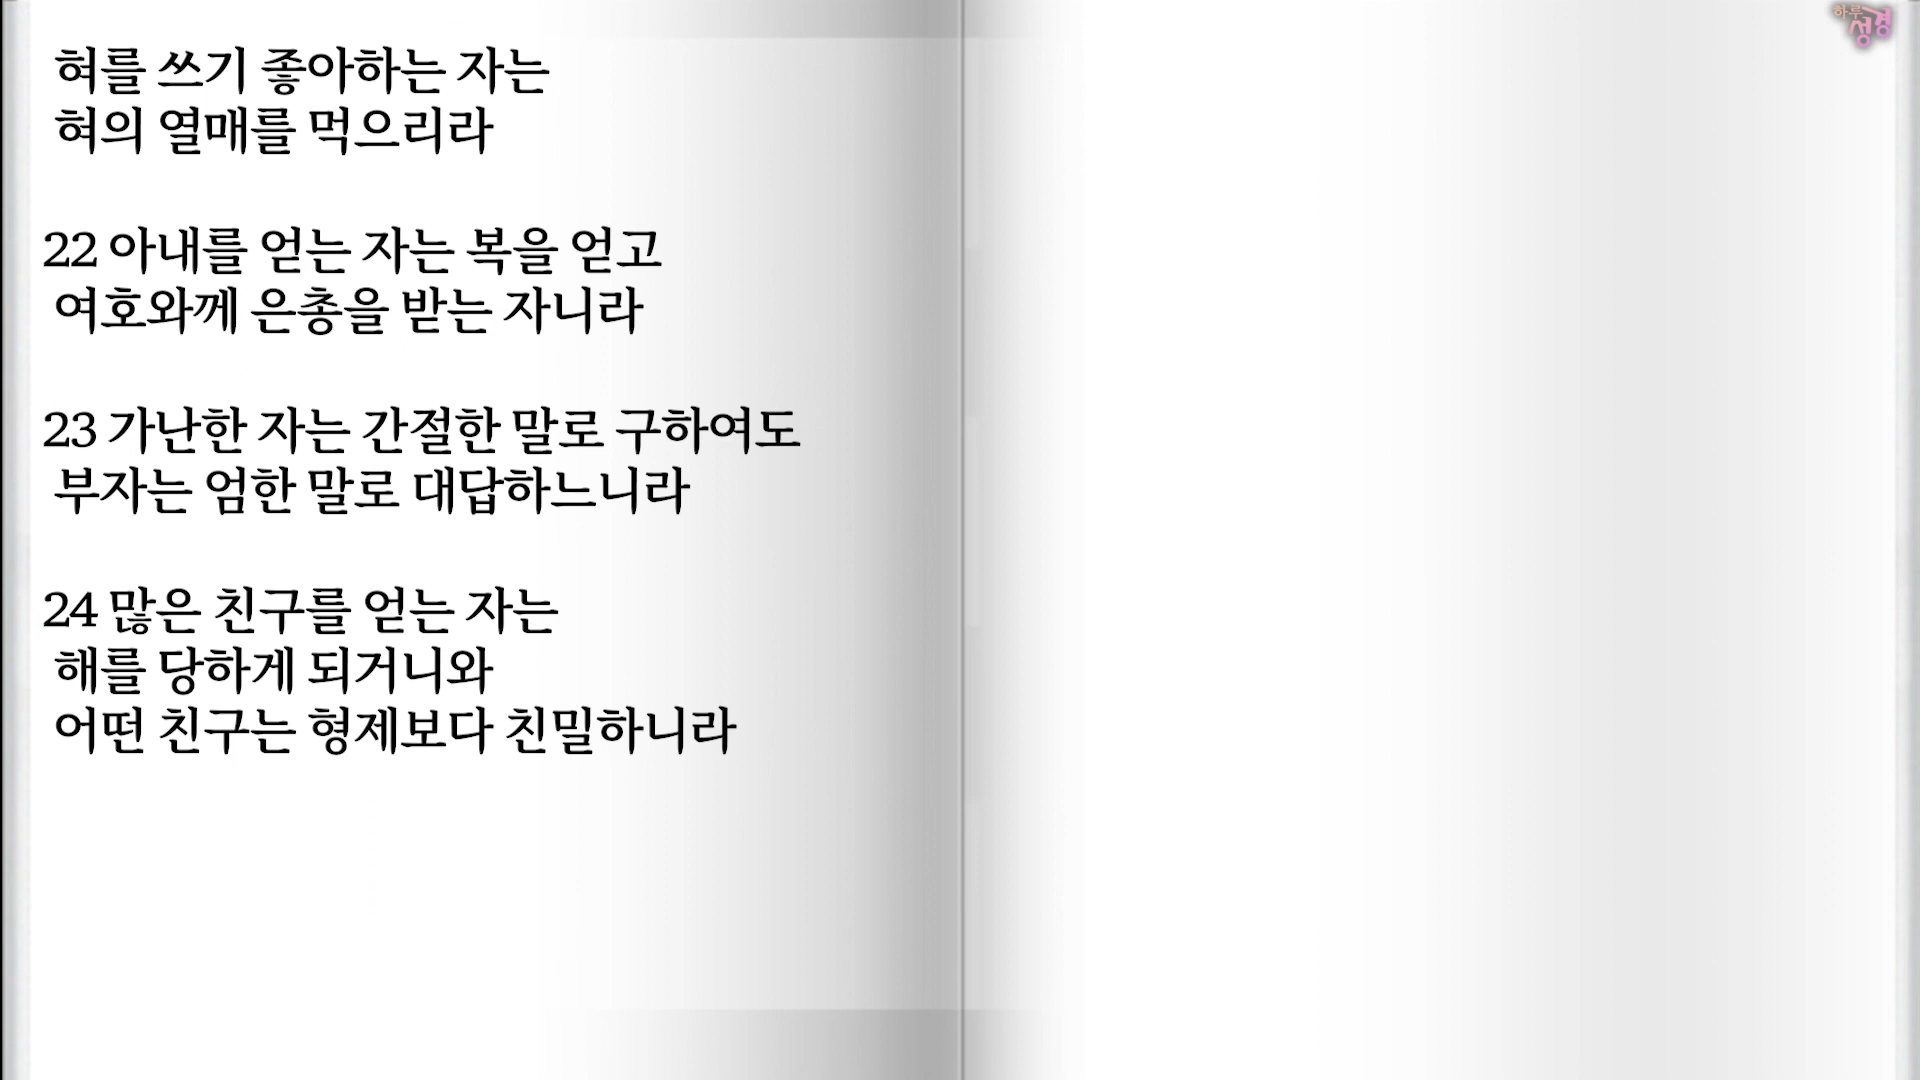 혀를 쓰기 좋아하는 자는
혀의 열매를 먹으리라
22 아내를 얻는 자는 복을 얻고
여호와께 은총을 받는 자니라
23 가난한 자는 간절한 말로 구하여도
부자는 엄한 말로 대답하느니라
24 많은 친구를 얻는 자는
해를 당하게 되거니와
어떤 친구는 형제보다 친밀하니라
하루
성경